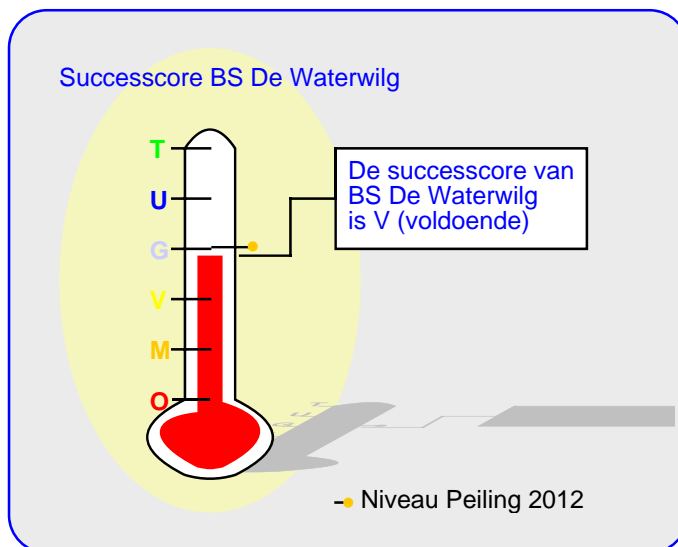 Successcore BS De Waterwilg
T
U
G
V
M
O
De successcore van
BS De Waterwilg
is V (voldoende)
Niveau Peiling 2012